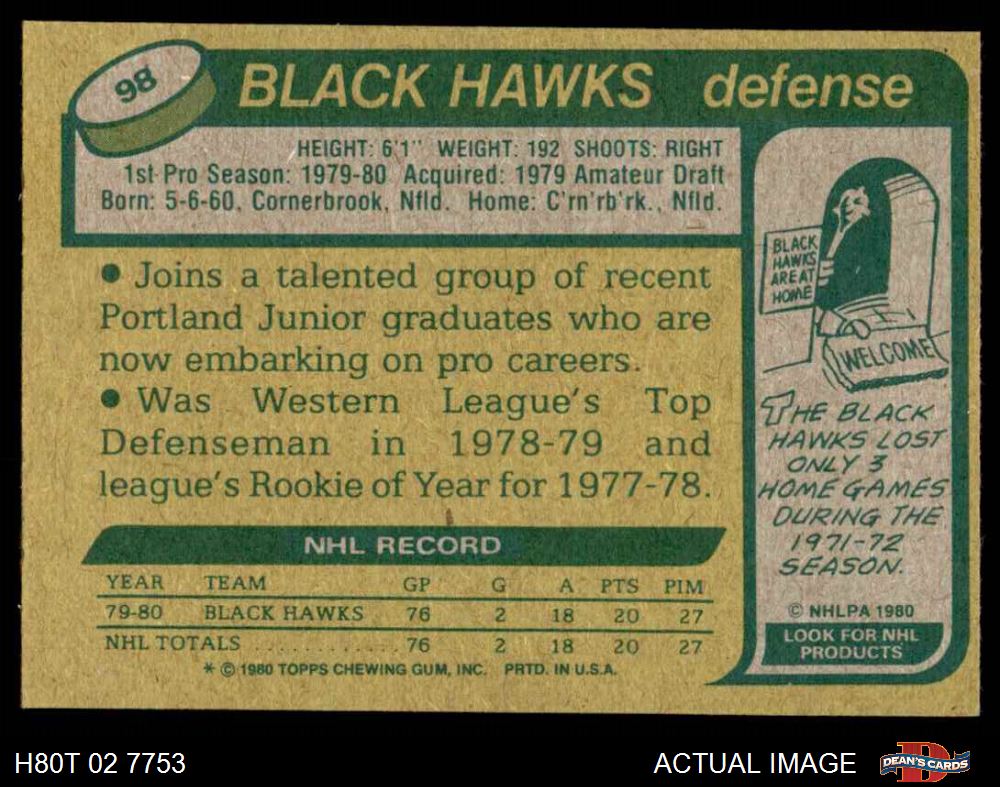 98
BLACK HAWKS defense
HEIGHT: 6'1" WEIGHT: 192 SHOOTS: RIGHT
1st Pro Season: 1979-80 Acquired: 1979 Amateur Draft
Born: 5-6-60, Cornerbrook, Nfld. Home: C'rn'rb'rk., Nfld.
• Joins a talented group of recent
Portland Junior graduates who are
now embarking on pro careers.
• Was Western League's Top
Defenseman in 1978-79 and
league's Rookie of Year for 1977-78.
NHL RECORD
YEAR TEAM GP G A PTS PIM
79-80 BLACK HAWKS 76 2 18 20 27
NHL TOTALS . . . . . . . . . . . . 76 2 18 20 27
* © 1980 TOPPS CHEWING GUM, INC. PRTD. IN U.S.A.
BLACK
HAWKS
ARE AT
HOME
WELCOME
THE BLACK
HAWKS LOST
ONLY 3
HOME GAMES
DURING THE
1971-72
SEASON.
© NHLPA 1980
LOOK FOR NHL
PRODUCTS
H80T 02 7753
ACTUAL IMAGE
D
DEAN'S CARDS